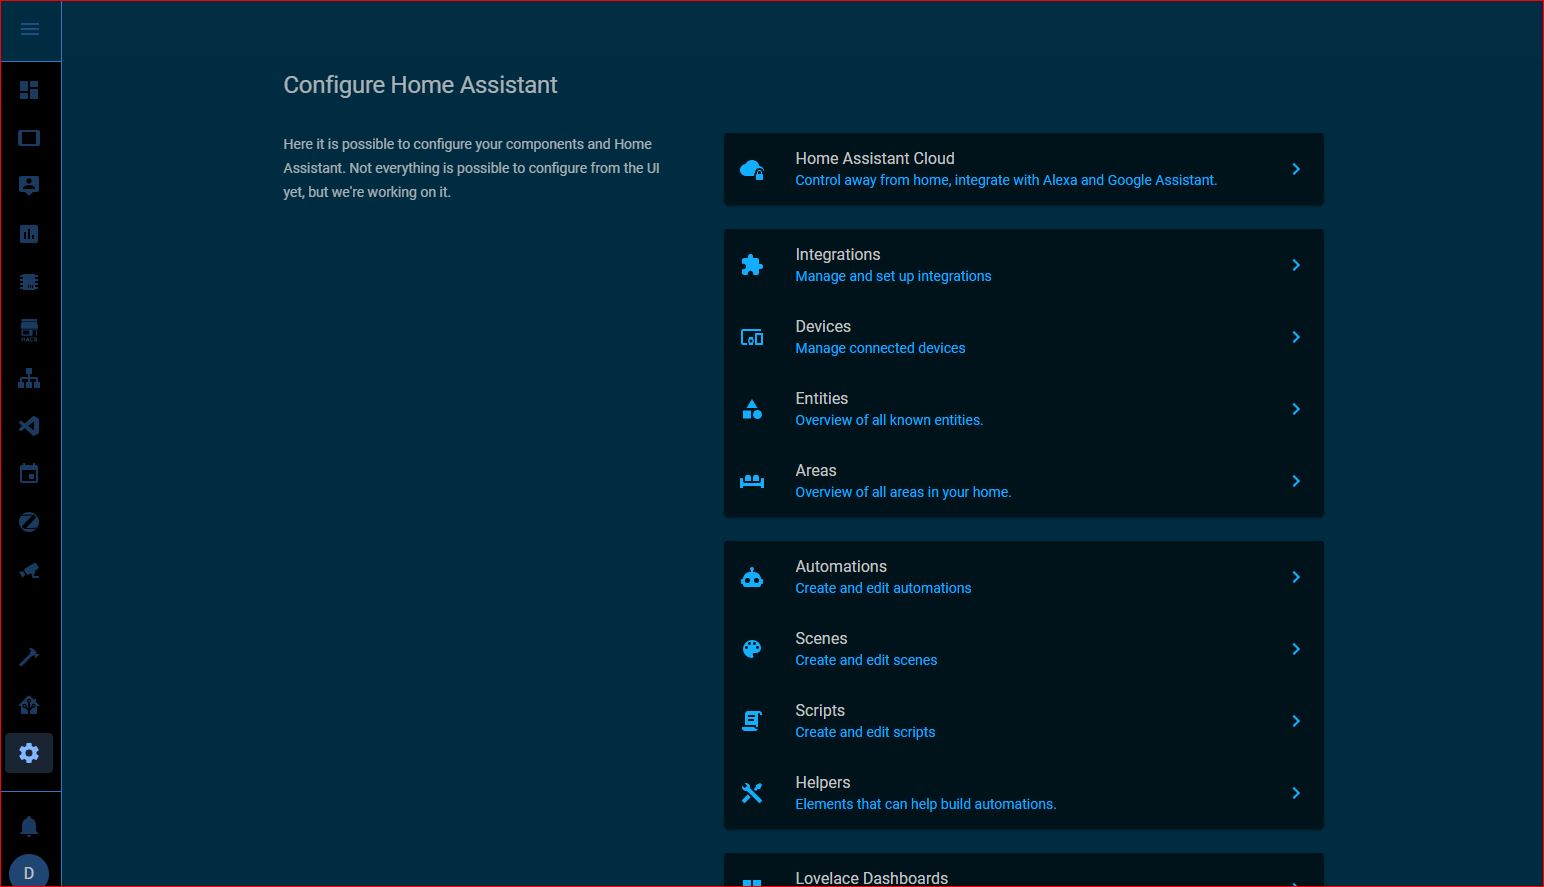 Configure Home Assistant
Here it is possible to configure your components and Home
Assistant. Not everything is possible to configure from the UI
yet, but we're working on it.
Home Assistant Cloud
Control away from home, integrate with Alexa and Google Assistant.
Integrations
Manage and set up integrations
Devices
Manage connected devices
Entities
Overview of all known entities.
Areas
Overview of all areas in your home.
Automations
Create and edit automations
Scenes
Create and edit scenes
Scripts
Create and edit scripts
Helpers
Elements that can help build automations.
Lovelace Dashboards
HACS
D